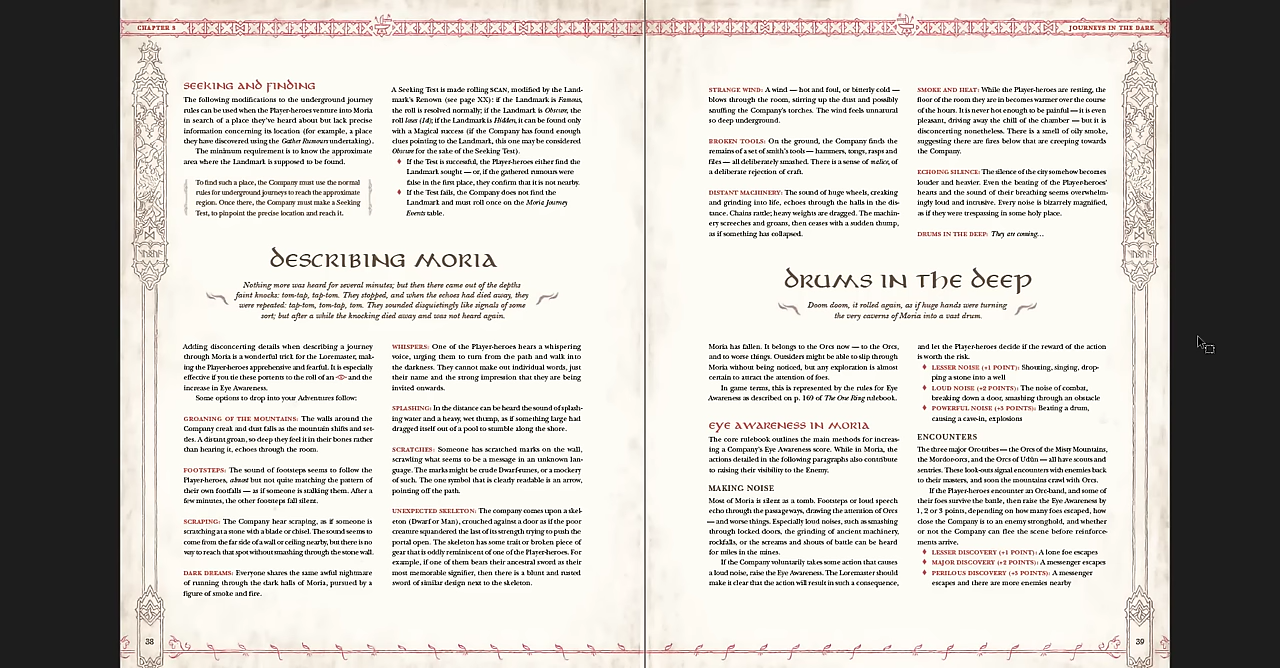 CHAPTER 5
SEEKING AND FINDING
The following modifications to the underground journey
rules can be used when the Player-heroes venture into Moria
in search of a place they've heard about but lack precise
information concerning its location (for example, a place
they have discovered using the Gather Rumours undertaking).
The minimum requirement is to know the approximate
area where the Landmark is supposed to be found.
To find such a place, the Company must use the normal
rules for underground journeys to reach the approximate
region. Once there, the Company must make a Seeking
Test, to pinpoint the precise location and reach it.
A Seeking Test is made rolling SCAN, modified by the Land-
mark's Renown (see page XX): if the Landmark is Famous,
the roll is resolved normally; if the Landmark is Obscure, the
roll loses (1d); if the Landmark is Hidden, it can be found only
with a Magical success (if the Company has found enough
clues pointing to the Landmark, this one may be considered
Obscure for the sake of the Seeking Test).
♦ If the Test is successful, the Player-heroes either find the
Landmark sought — or, if the gathered rumours were
false in the first place, they confirm that it is not nearby.
♦ If the Test fails, the Company does not find the
Landmark and must roll once on the Moria Journey
Events table.
DESCRIBING MORIA
Nothing more was heard for several minutes; but then there came out of the depths
faint knocks: tom-tap, tap-tom. They stopped, and when the echoes had died away, they
were repeated: tap-tom, tom-tap, tom. They sounded disquietingly like signals of some
sort; but after a while the knocking died away and was not heard again.
Adding disconcerting details when describing a journey
through Moria is a wonderful trick for the Loremaster, mak-
ing the Player-heroes apprehensive and fearful. It is especially
effective if you tie these portents to the roll of an and the
increase in Eye Awareness.
Some options to drop into your Adventures follow:
GROANING OF THE MOUNTAINS: The walls around the
Company creak and dust falls as the mountain shifts and set-
tles. A distant groan, so deep they feel it in their bones rather
than hearing it, echoes through the room.
FOOTSTEPS: The sound of footsteps seems to follow the
Player-heroes, almost but not quite matching the pattern of
their own footfalls — as if someone is stalking them. After a
few minutes, the other footsteps fall silent.
SCRAPING: The Company hear scraping, as if someone is
scratching at a stone with a blade or chisel. The sound seems to
come from the far side of a wall or ceiling nearby, but there is no
way to reach that spot without smashing through the stone wall.
DARK DREAMS: Everyone shares the same awful nightmare
of running through the dark halls of Moria, pursued by a
figure of smoke and fire.
WHISPERS: One of the Player-heroes hears a whispering
voice, urging them to turn from the path and walk into
the darkness. They cannot make out individual words, just
their name and the strong impression that they are being
invited onwards.
SPLASHING: In the distance can be heard the sound of splash-
ing water and a heavy, wet thump, as if something large had
dragged itself out of a pool to stumble along the shore.
SCRATCHES: Someone has scratched marks on the wall,
scrawling what seems to be a message in an unknown lan-
guage. The marks might be crude Dwarf-runes, or a mockery
of such. The one symbol that is clearly readable is an arrow,
pointing off the path.
UNEXPECTED SKELETON: The company comes upon a skel-
eton (Dwarf or Man), crouched against a door as if the poor
creature squandered the last of its strength trying to push the
portal open. The skeleton has some trait or broken piece of
gear that is oddly reminiscent of one of the Player-heroes. For
example, if one of them bears their ancestral sword as their
most memorable signifier, then there is a blunt and rusted
sword of similar design next to the skeleton.
38
JOURNEYS IN THE DARK
STRANGE WIND: A wind — hot and foul, or bitterly cold —
blows through the room, stirring up the dust and possibly
snuffing the Company's torches. The wind feels unnatural
so deep underground.
BROKEN TOOLS: On the ground, the Company finds the
remains of a set of smith's tools — hammers, tongs, rasps and
files — all deliberately smashed. There is a sense of malice, of
a deliberate rejection of craft.
DISTANT MACHINERY: The sound of huge wheels, creaking
and grinding into life, echoes through the halls in the dis-
tance. Chains rattle; heavy weights are dragged. The machin-
ery screeches and groans, then ceases with a sudden thump,
as if something has collapsed.
SMOKE AND HEAT: While the Player-heroes are resting, the
floor of the room they are in becomes warmer over the course
of the hours. It is never hot enough to be painful — it is even
pleasant, driving away the chill of the chamber — but it is
disconcerting nonetheless. There is a smell of oily smoke,
suggesting there are fires below that are creeping towards
the Company.
ECHOING SILENCE: The silence of the city somehow becomes
louder and heavier. Even the beating of the Player-heroes'
hearts and the sound of their breathing seems overwhelm-
ingly loud and intrusive. Every noise is bizarrely magnified,
as if they were trespassing in some holy place.
DRUMS IN THE DEEP: They are coming...
DRUMS IN THE DEEP
Doom doom, it rolled again, as if huge hands were turning
the very caverns of Moria into a vast drum.
Moria has fallen. It belongs to the Orcs now — to the Orcs,
and to worse things. Outsiders might be able to slip through
Moria without being noticed, but any exploration is almost
certain to attract the attention of foes.
In game terms, this is represented by the rules for Eye
Awareness as described on p. 169 of The One Ring rulebook.
EYE AWARENESS IN MORIA
The core rulebook outlines the main methods for increas-
ing a Company's Eye Awareness score. While in Moria, the
actions detailed in the following paragraphs also contribute
to raising their visibility to the Enemy.
MAKING NOISE
Most of Moria is silent as a tomb. Footsteps or loud speech
echo through the passageways, drawing the attention of Orcs
— and worse things. Especially loud noises, such as smashing
through locked doors, the grinding of ancient machinery,
rockfalls, or the screams and shouts of battle can be heard
for miles in the mines.
If the Company voluntarily takes some action that causes
a loud noise, raise the Eye Awareness. The Loremaster should
make it clear that the action will result in such a consequence,
and let the Player-heroes decide if the reward of the action
is worth the risk.
♦ LESSER NOISE (+1 POINT): Shouting, singing, drop-
ping a stone into a well
♦ LOUD NOISE (+2 POINTS): The noise of combat,
breaking down a door, smashing through an obstacle
♦ POWERFUL NOISE (+3 POINTS): Beating a drum,
causing a cave-in, explosions
ENCOUNTERS
The three major Orc-tribes — the Orcs of the Misty Mountains,
the Mordor-orcs, and the Orcs of Udûn — all have scouts and
sentries. These look-outs signal encounters with enemies back
to their masters, and soon the mountain crawl with Orcs.
If the Player-heroes encounter an Orc-band, and some of
their foes survive the battle, then raise the Eye Awareness by
1, 2 or 3 points, depending on how many foes escaped, how
close the Company is to an enemy stronghold, and whether
or not the Company can flee the scene before reinforce-
ments arrive.
♦ LESSER DISCOVERY (+1 POINT): A lone foe escapes
♦ MAJOR DISCOVERY (+2 POINTS): A messenger escapes
♦ PERILOUS DISCOVERY (+3 POINTS): A messenger
escapes and there are more enemies nearby
39